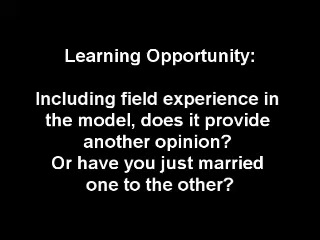 Learning Opportunity:
Including field experience in
the model, does it provide
another opinion?
Or have you just married
one to the other?